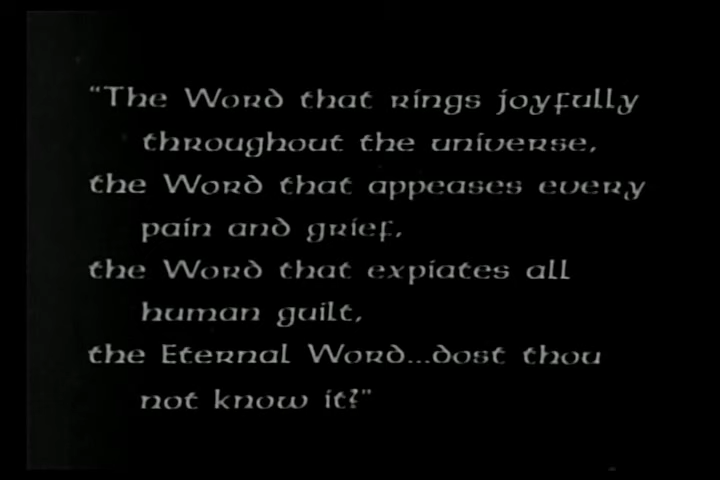 "The Word that rings joyfully
throughout the universe,
the Word that appeases every
pain and grief,
the Word that expiates all
human guilt,
the Eternal Word...dost thou
not know it?"